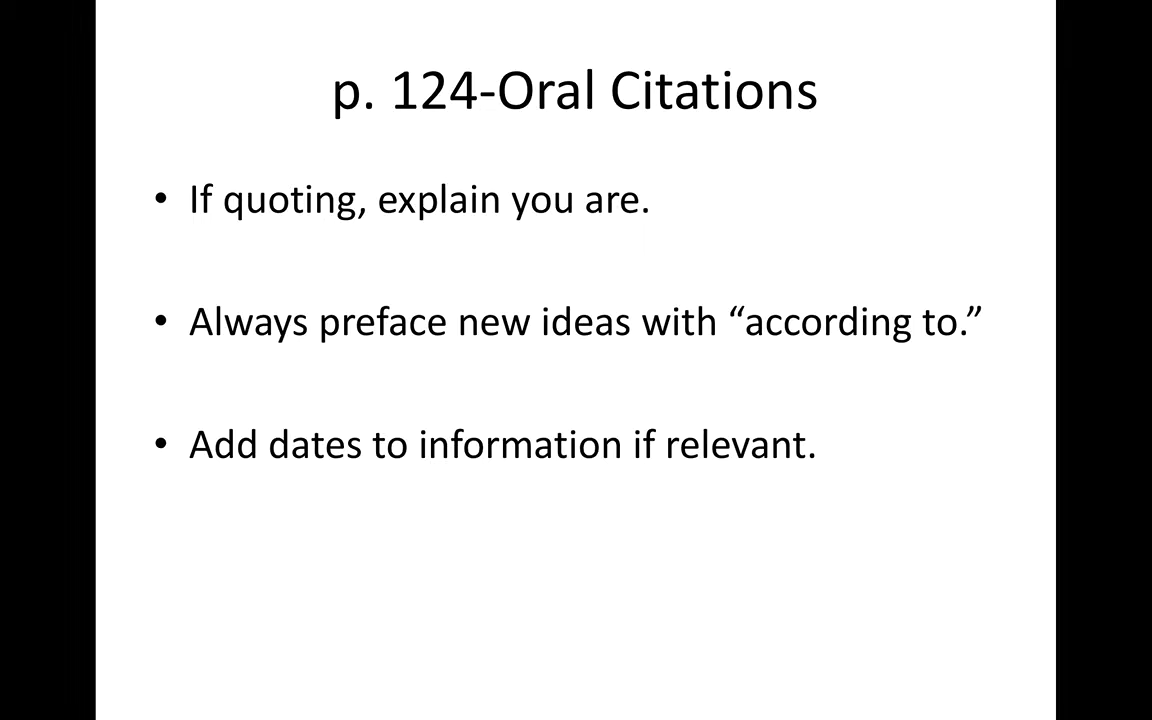 p. 124-Oral Citations
• If quoting, explain you are.
• Always preface new ideas with “according to.”
• Add dates to information if relevant.